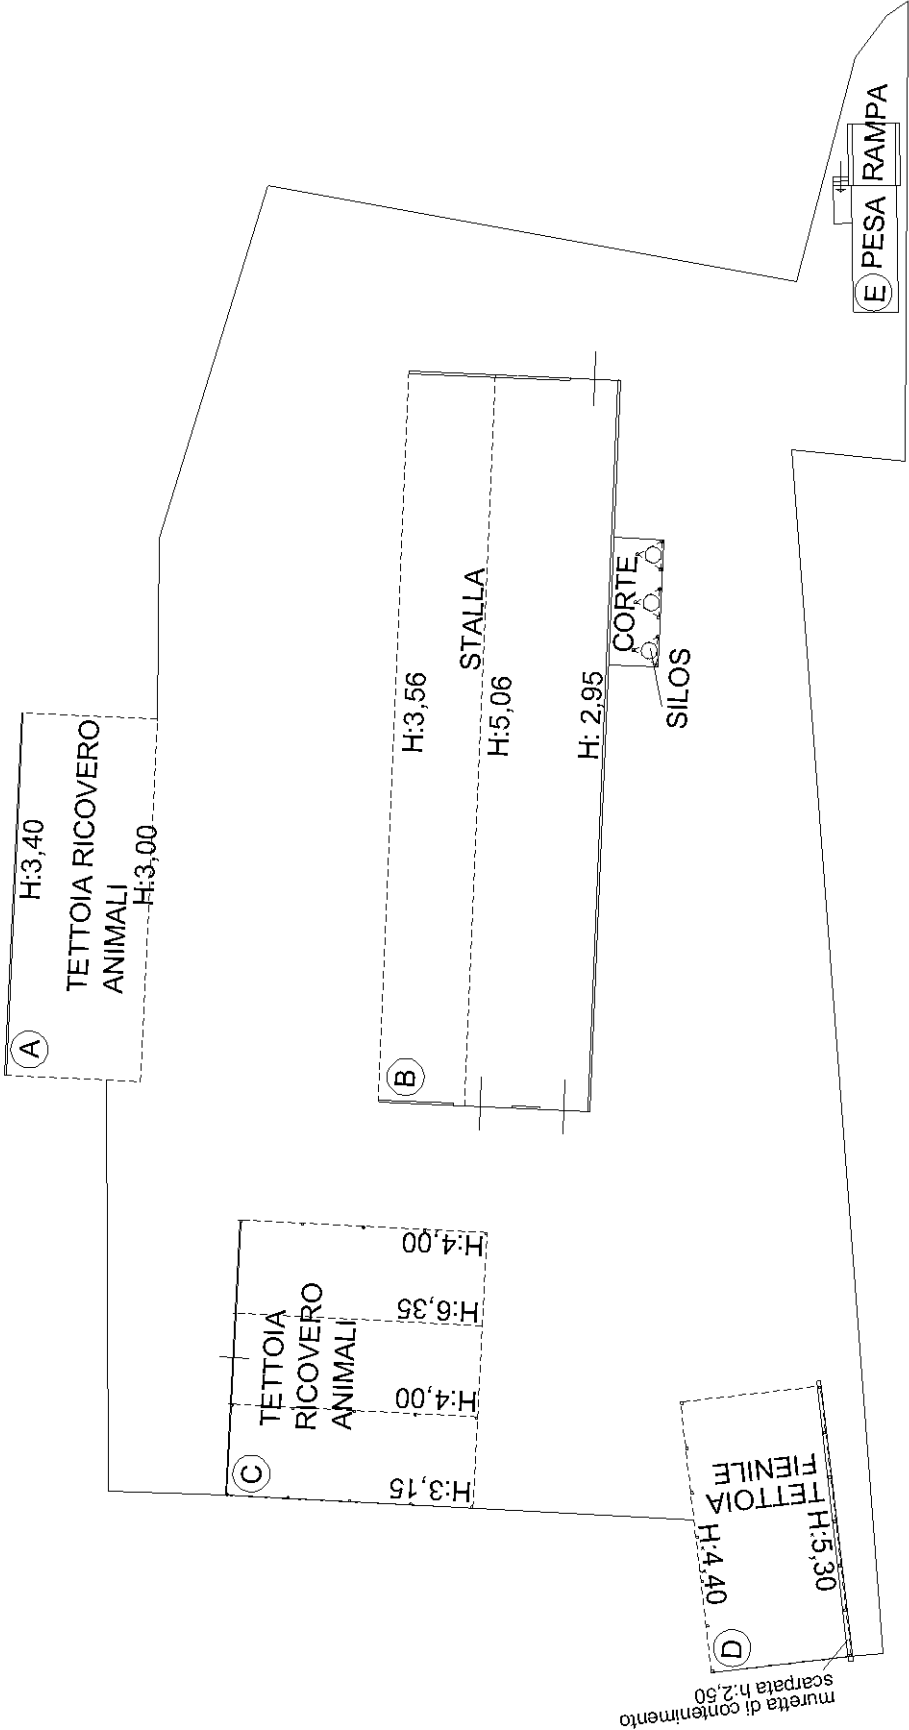 H:3,40
TETTOIA RICOVERO
ANIMALI
H:3,00
A
H:3,56
STALLA
H:5,06
H: 2,95
B
CORTE
SILOS
E
PESA
RAMPA
TETTOIA
RICOVERO
ANIMALI
C
H:4,00
H:6,35
H:4,00
H:3,15
TETTOIA
FIENILE
H:4,40
H:5,30
D
muretta di contenimento
scarpata h:2,50